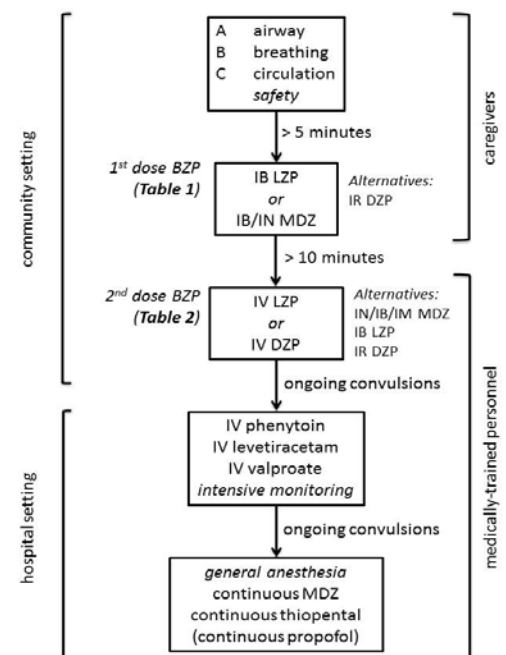 A airway
B breathing
C circulation
safety
> 5 minutes
1st dose BZP
(Table 1)
IB LZP
or
IB/IN MDZ
Alternatives:
IR DZP
> 10 minutes
2nd dose BZP
(Table 2)
IV LZP
or
IV DZP
Alternatives:
IN/IB/IM MDZ
IB LZP
IR DZP
ongoing convulsions
IV phenytoin
IV levetiracetam
IV valproate
intensive monitoring
ongoing convulsions
general anesthesia
continuous MDZ
continuous thiopental
(continuous propofol)
community setting
hospital setting
caregivers
medically-trained personnel